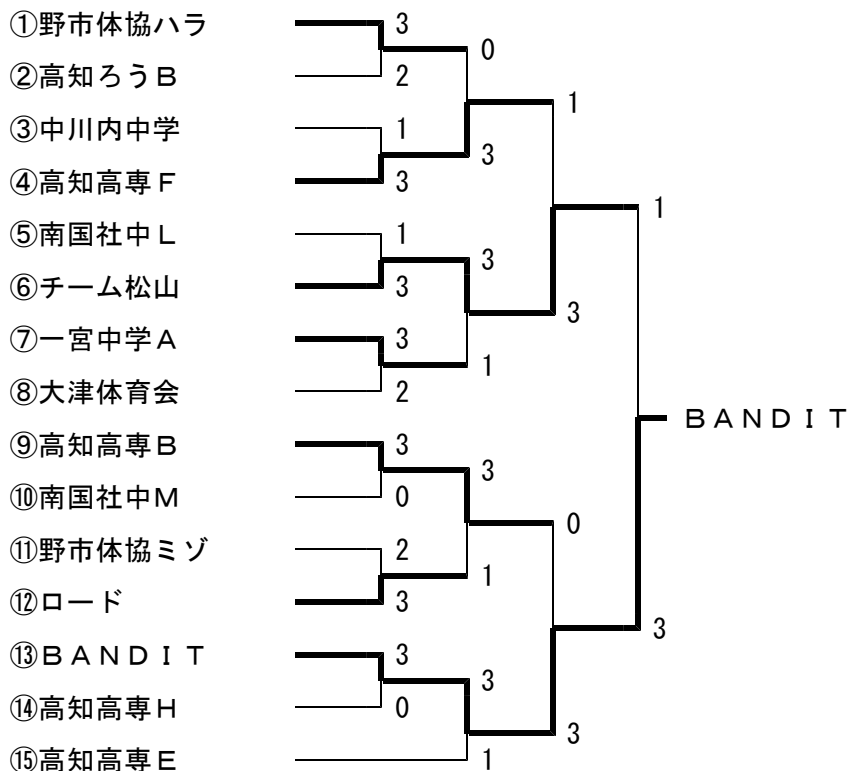 ①野市体協ハラ 3
0
②高知ろうB 2
1
③中川内中学 1
3
④高知高専F 3
1
⑤南国社中L 1
3
⑥チーム松山 3
3
⑦一宮中学A 3
1
⑧大津体育会 2
BANDIT
⑨高知高専B 3
3
⑩南国社中M 0
0
⑪野市体協ミゾ 2
1
⑫ロード 3
3
⑬BANDIT 3
3
⑭高知高専H 0
3
⑮高知高専E 1